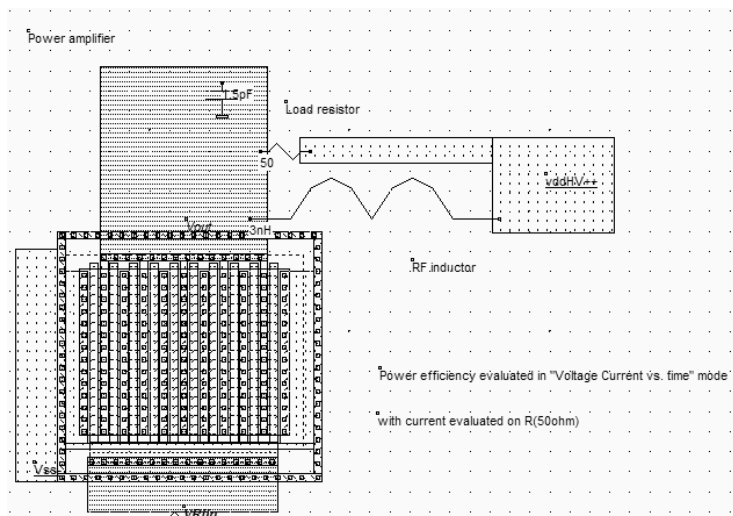 Power amplifier
1.5pF
Load resistor
50
vddHV++
Vout
3nH
RF inductor
Power efficiency evaluated in "Voltage Current vs. time" mode
with current evaluated on R(50ohm)
Vss
VRfin